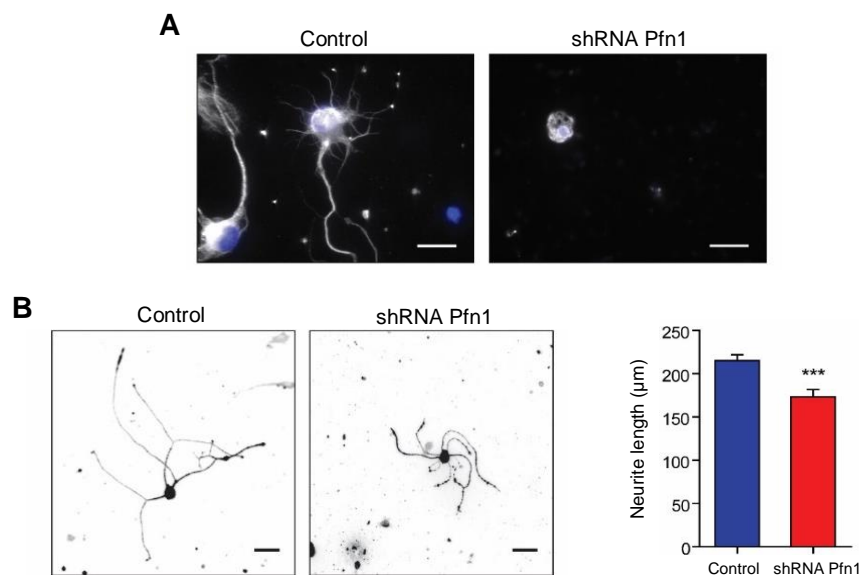 A
Control
shRNA Pfn1
B
Control
shRNA Pfn1
Neurite length (µm)
250
200
150
100
50
0
***
Control
shRNA Pfn1